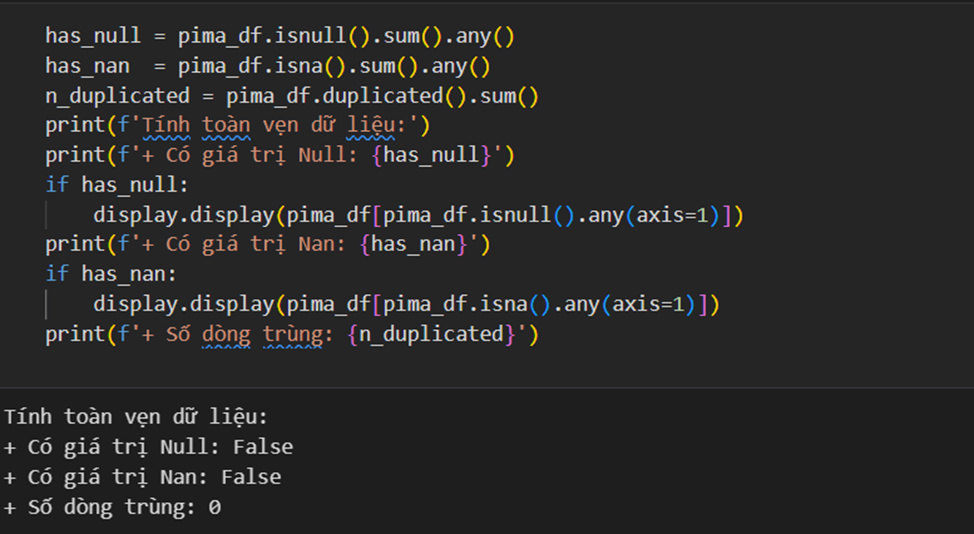 has_null = pima_df.isnull().sum().any()
has_nan  = pima_df.isna().sum().any()
n_duplicated = pima_df.duplicated().sum()
print(f'Tính toàn vẹn dữ liệu:')
print(f'+ Có giá trị Null: {has_null}')
if has_null:
    display.display(pima_df[pima_df.isnull().any(axis=1)])
print(f'+ Có giá trị Nan: {has_nan}')
if has_nan:
    display.display(pima_df[pima_df.isna().any(axis=1)])
print(f'+ Số dòng trùng: {n_duplicated}')
Tính toàn vẹn dữ liệu:
+ Có giá trị Null: False
+ Có giá trị Nan: False
+ Số dòng trùng: 0